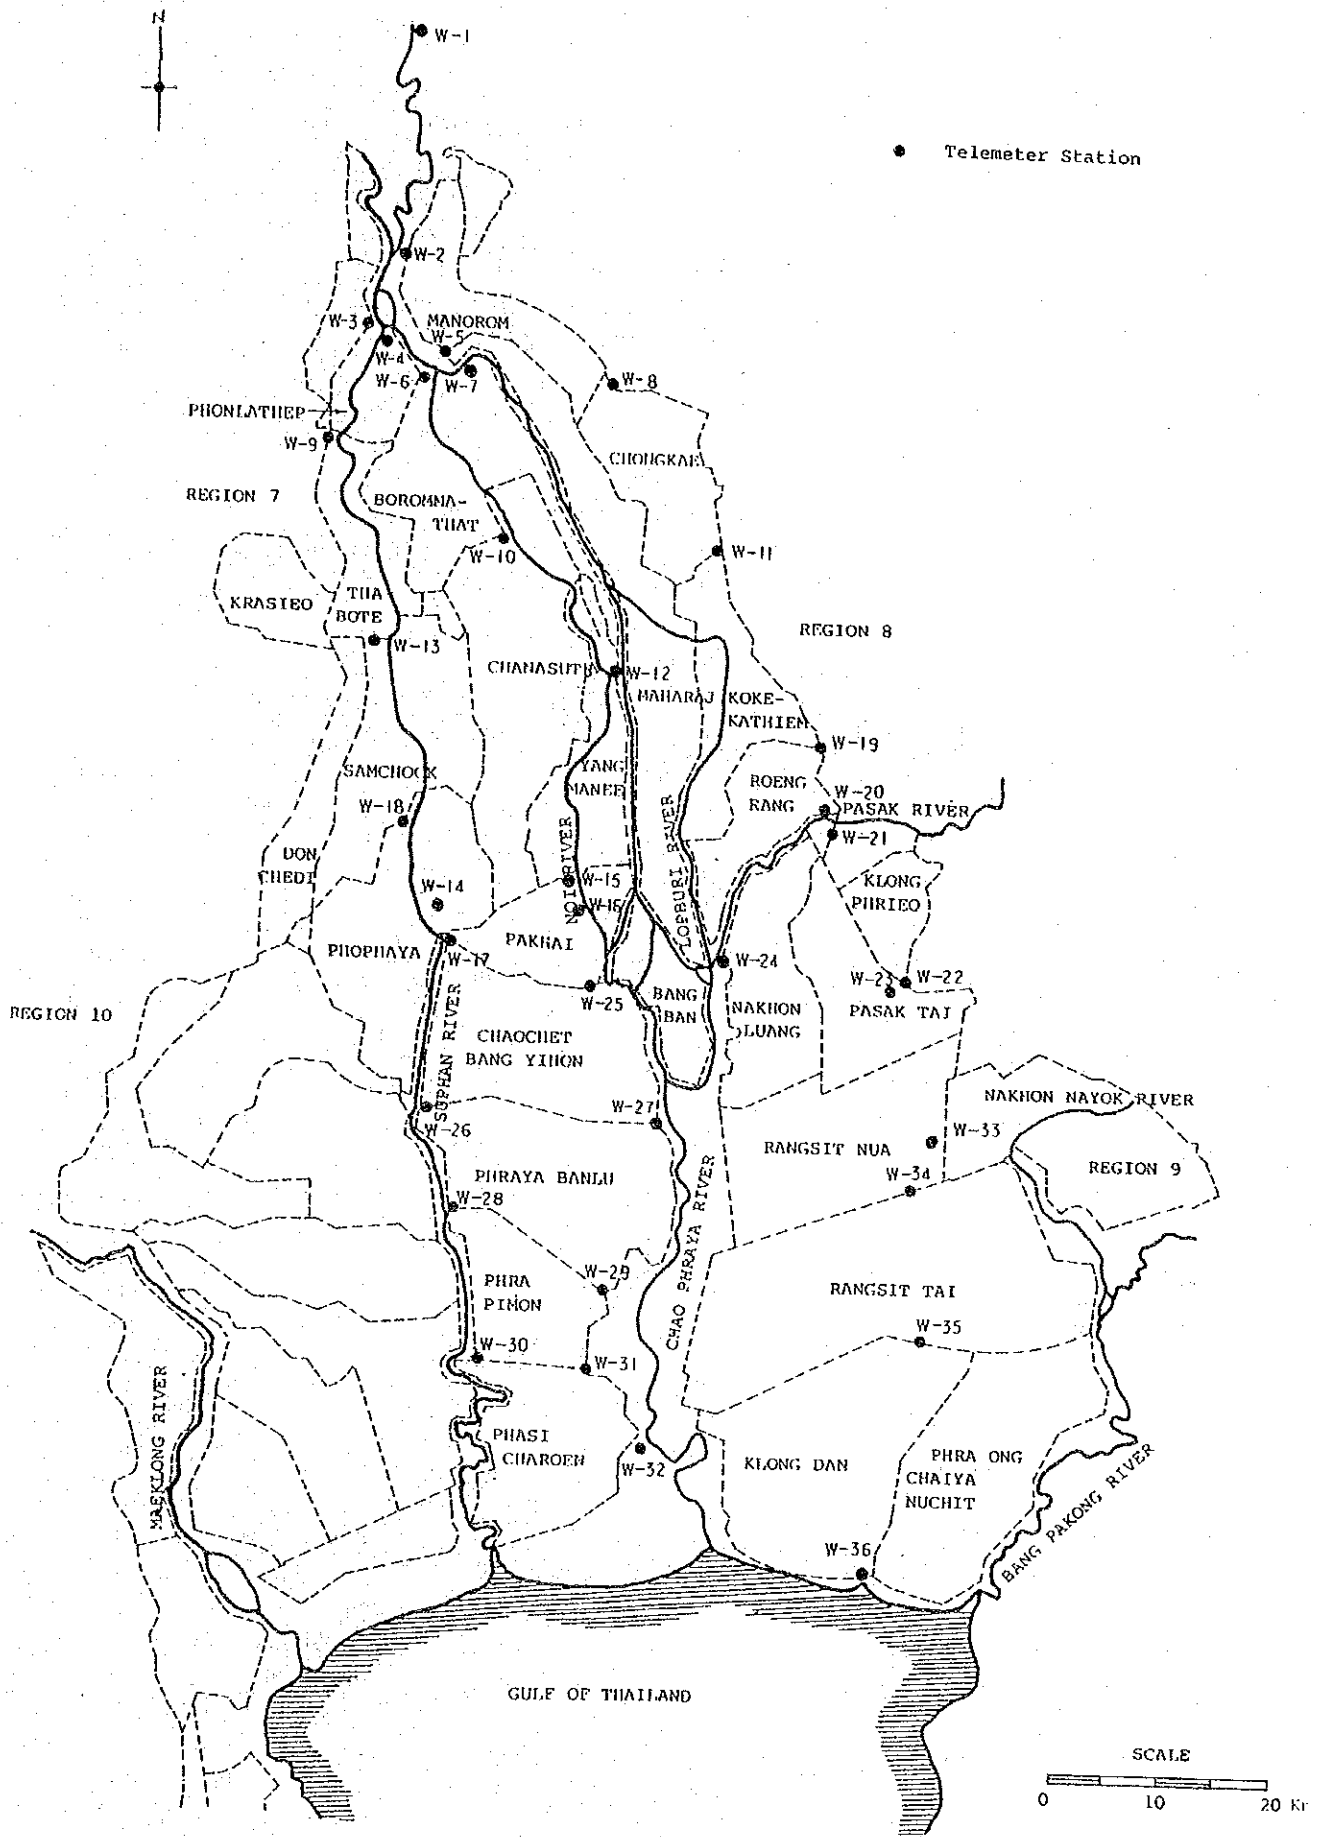 N
W-1
Telemeter Station
W-2
W-3
MANOROM
W-4
W-5
W-6
W-7
W-8
PHONLATHEP
W-9
CHONGKAE
REGION 7
BOROMNA-
THAT
W-10
W-11
KRASIEO
THA
BOTE
REGION 8
W-13
CHANASUTR
W-12
MAHARAJ
KOKE-
KATHIEM
W-19
SAMCHOCK
YANG
MANEE
ROENG
RANG
W-20
PASAK RIVER
W-18
W-21
LOPBURI RIVER
NOI RIVER
DON
CHEDI
KLONG
PHRIEO
W-14
W-15
W-16
PHOPHAYA
W-17
PAKHAI
W-24
W-23
W-22
W-25
BANG
BAN
NAKHON
LUANG
PASAK TAI
REGION 10
CHAOCHET
BANG YIHON
SUPHAN RIVER
NAKHON NAYOK RIVER
W-27
W-26
RANGSIT NUA
W-33
REGION 9
PHRAYA BANLU
W-34
W-28
CHAO PHRAYA RIVER
PHRA
PIMON
W-29
RANGSIT TAI
W-35
W-30
W-31
MAEKLONG RIVER
PHASI
CHAROEN
W-32
KLONG DAN
PHRA ONG
CHAIYA
NUCHIT
BANG PAKONG RIVER
W-36
GULF OF THAILAND
SCALE
0 10 20 Kr